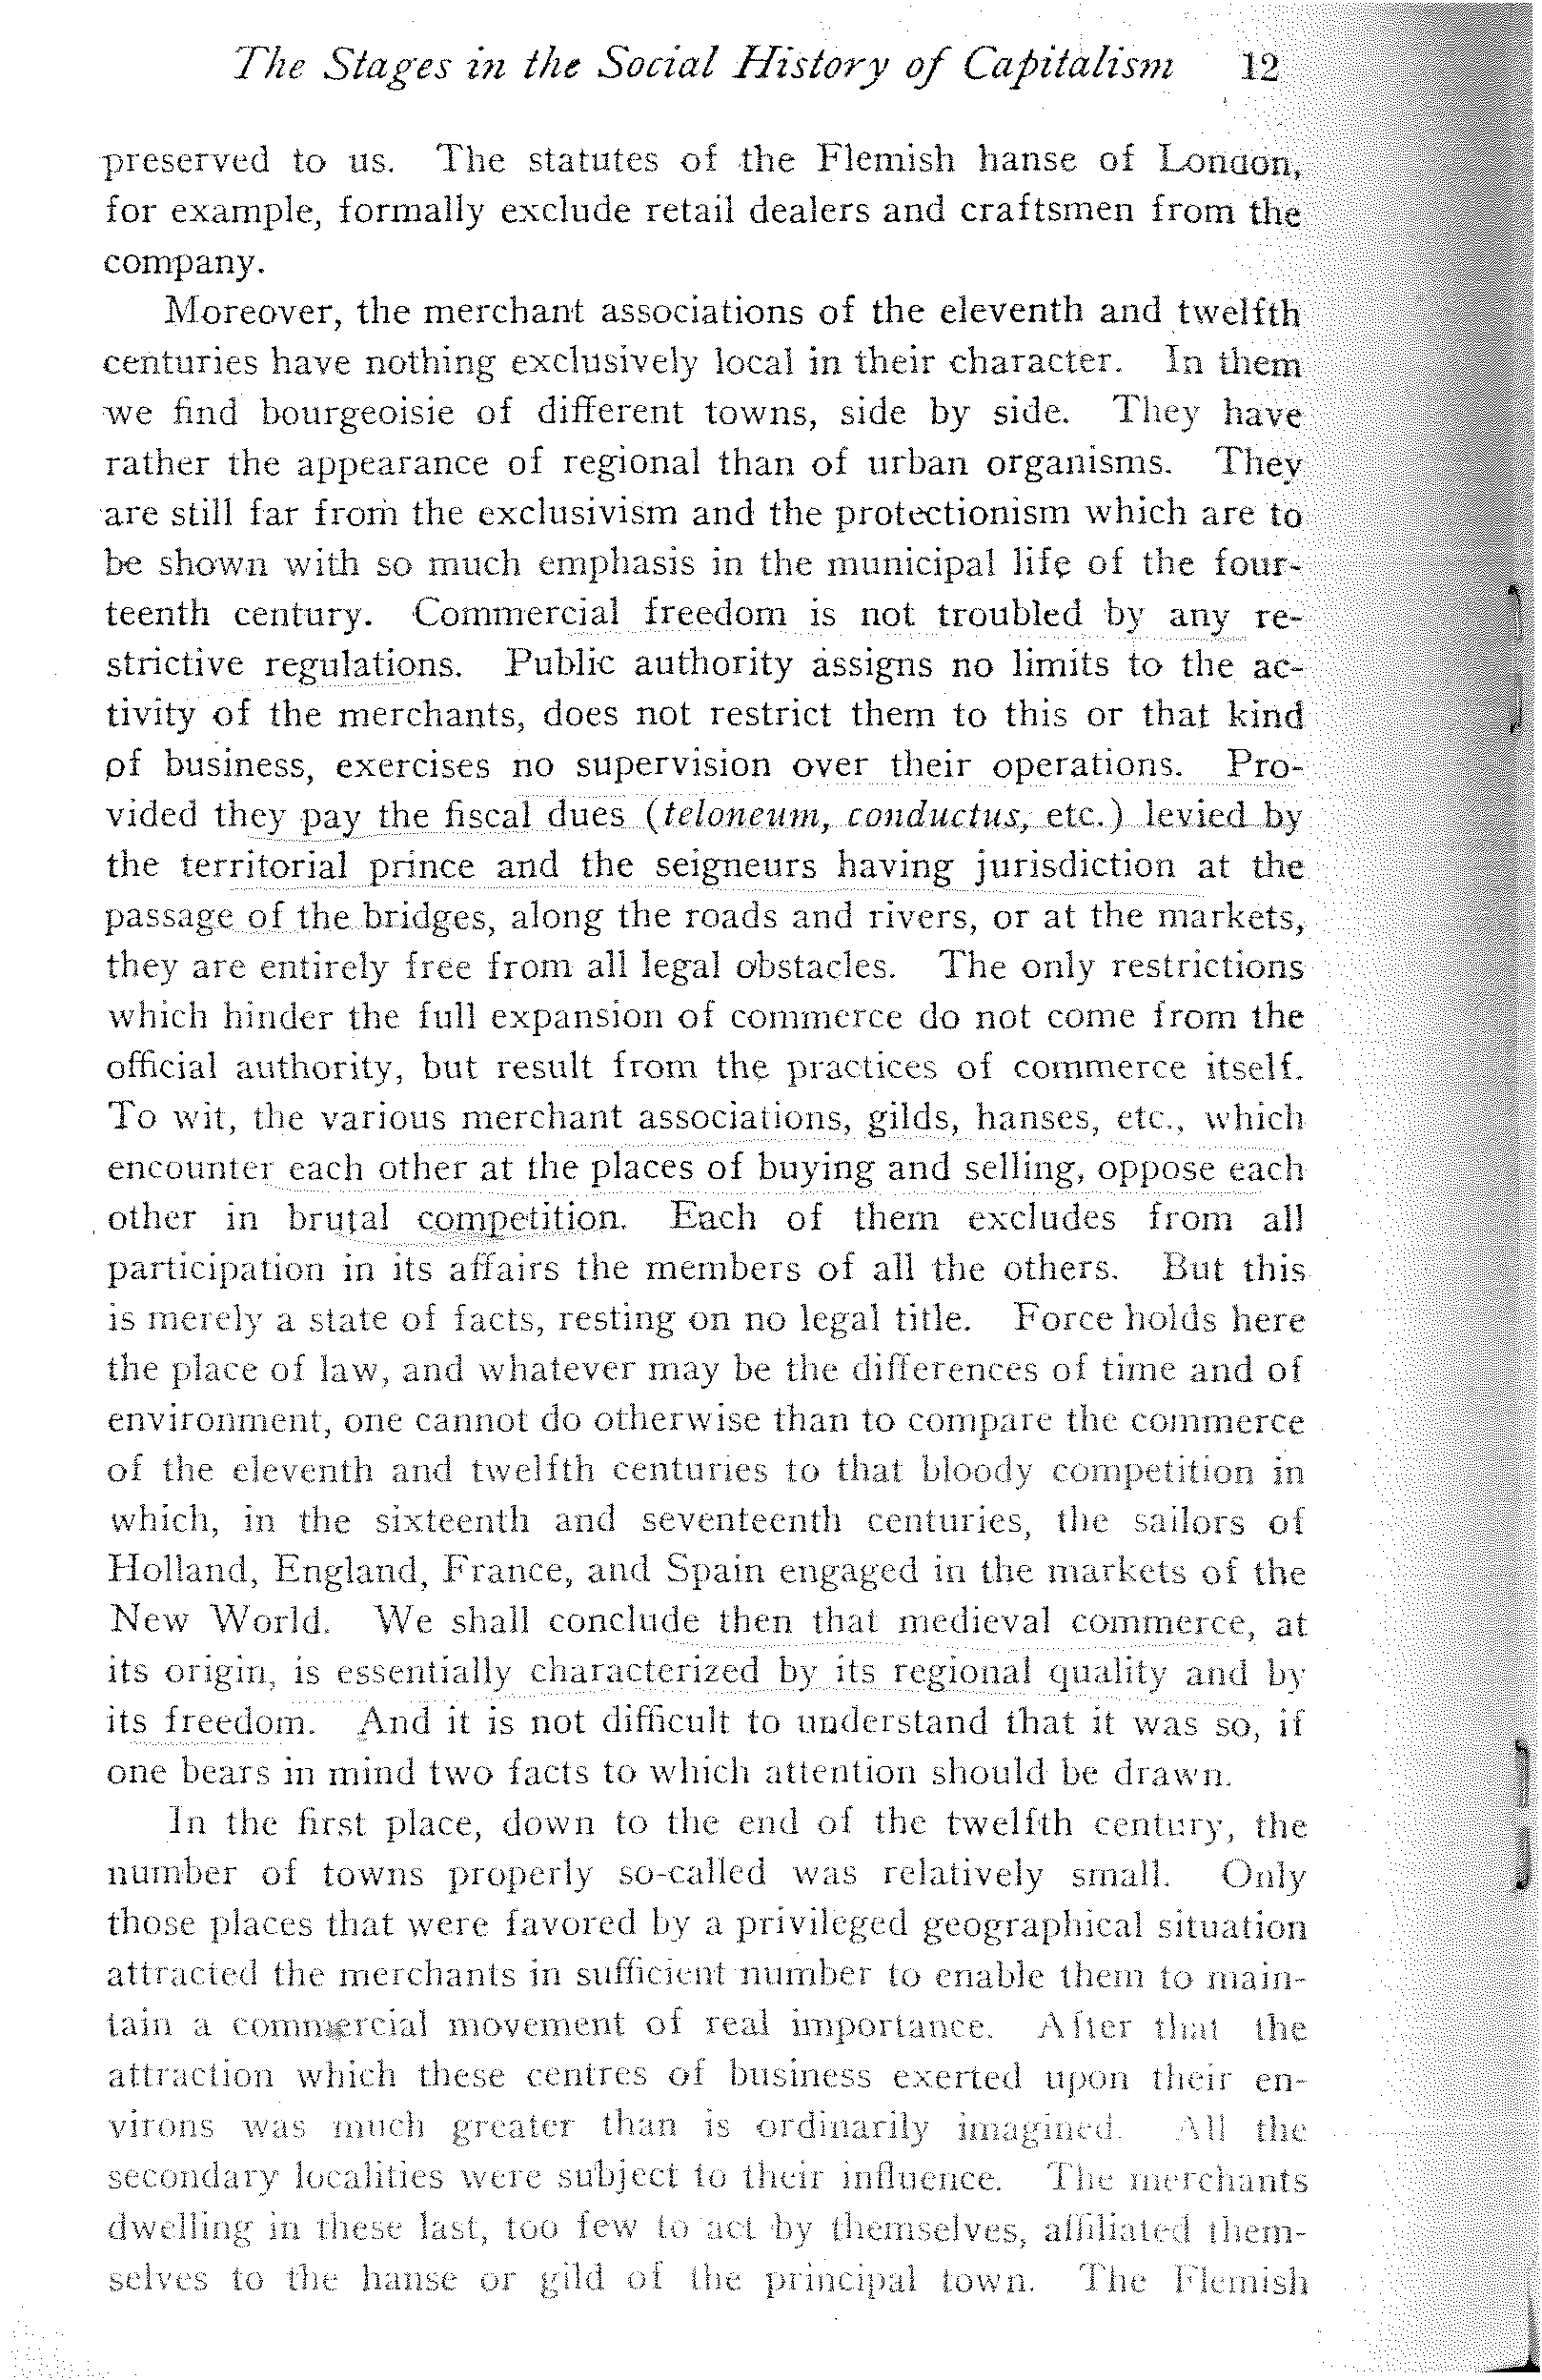 The Stages in the Social History of Capitalism 12
preserved to us. The statutes of the Flemish hanse of London,
for example, formally exclude retail dealers and craftsmen from the
company.
Moreover, the merchant associations of the eleventh and twelfth
centuries have nothing exclusively local in their character. In them
we find bourgeoisie of different towns, side by side. They have
rather the appearance of regional than of urban organisms. They
are still far from the exclusivism and the protectionism which are to
be shown with so much emphasis in the municipal life of the four-
teenth century. Commercial freedom is not troubled by any re-
strictive regulations. Public authority assigns no limits to the ac-
tivity of the merchants, does not restrict them to this or that kind
of business, exercises no supervision over their operations. Pro-
vided they pay the fiscal dues (teloneum, conductus, etc.) levied by
the territorial prince and the seigneurs having jurisdiction at the
passage of the bridges, along the roads and rivers, or at the markets,
they are entirely free from all legal obstacles. The only restrictions
which hinder the full expansion of commerce do not come from the
official authority, but result from the practices of commerce itself.
To wit, the various merchant associations, gilds, hanses, etc., which
encounter each other at the places of buying and selling, oppose each
other in brutal competition. Each of them excludes from all
participation in its affairs the members of all the others. But this
is merely a state of facts, resting on no legal title. Force holds here
the place of law, and whatever may be the differences of time and of
environment, one cannot do otherwise than to compare the commerce
of the eleventh and twelfth centuries to that bloody competition in
which, in the sixteenth and seventeenth centuries, the sailors of
Holland, England, France, and Spain engaged in the markets of the
New World. We shall conclude then that medieval commerce, at
its origin, is essentially characterized by its regional quality and by
its freedom. And it is not difficult to understand that it was so, if
one bears in mind two facts to which attention should be drawn.
In the first place, down to the end of the twelfth century, the
number of towns properly so-called was relatively small. Only
those places that were favored by a privileged geographical situation
attracted the merchants in sufficient number to enable them to main-
tain a commercial movement of real importance. After that the
attraction which these centres of business exerted upon their en-
virons was much greater than is ordinarily imagined. All the
secondary localities were subject to their influence. The merchants
dwelling in these last, too few to act by themselves, affiliated them-
selves to the hanse or gild of the principal town. The Flemish